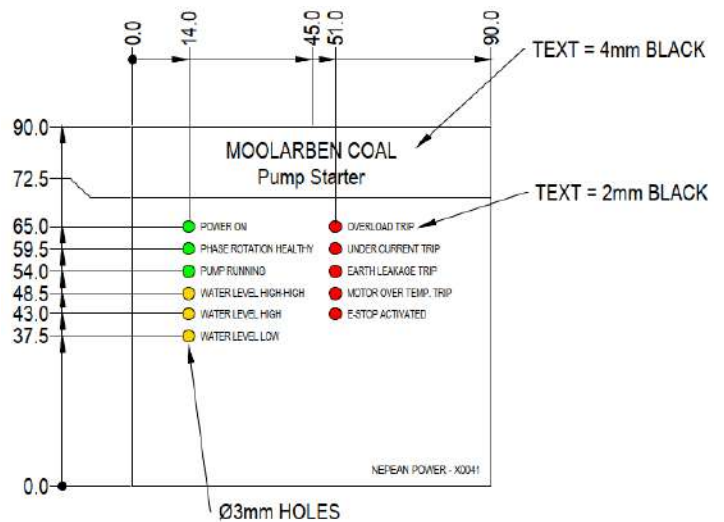 0.0
14.0
45.0
51.0
90.0
TEXT = 4mm BLACK
90.0
MOOLARBEN COAL
Pump Starter
72.5
TEXT = 2mm BLACK
65.0
POWER ON
OVERLOAD TRIP
59.5
PHASE ROTATION HEALTHY
UNDER CURRENT TRIP
54.0
PUMP RUNNING
EARTH LEAKAGE TRIP
48.5
WATER LEVEL HIGH-HIGH
MOTOR OVER TEMP. TRIP
43.0
WATER LEVEL HIGH
E-STOP ACTIVATED
37.5
WATER LEVEL LOW
NEPEAN POWER - X0041
0.0
Ø3mm HOLES